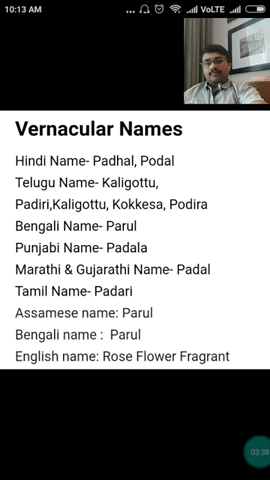 10:13 AM
VoLTE
Vernacular Names
Hindi Name- Padhal, Podal
Telugu Name- Kaligottu,
Padiri,Kaligottu, Kokkesa, Podira
Bengali Name- Parul
Punjabi Name- Padala
Marathi & Gujarathi Name- Padal
Tamil Name- Padari
Assamese name: Parul
Bengali name :  Parul
English name: Rose Flower Fragrant
03:38